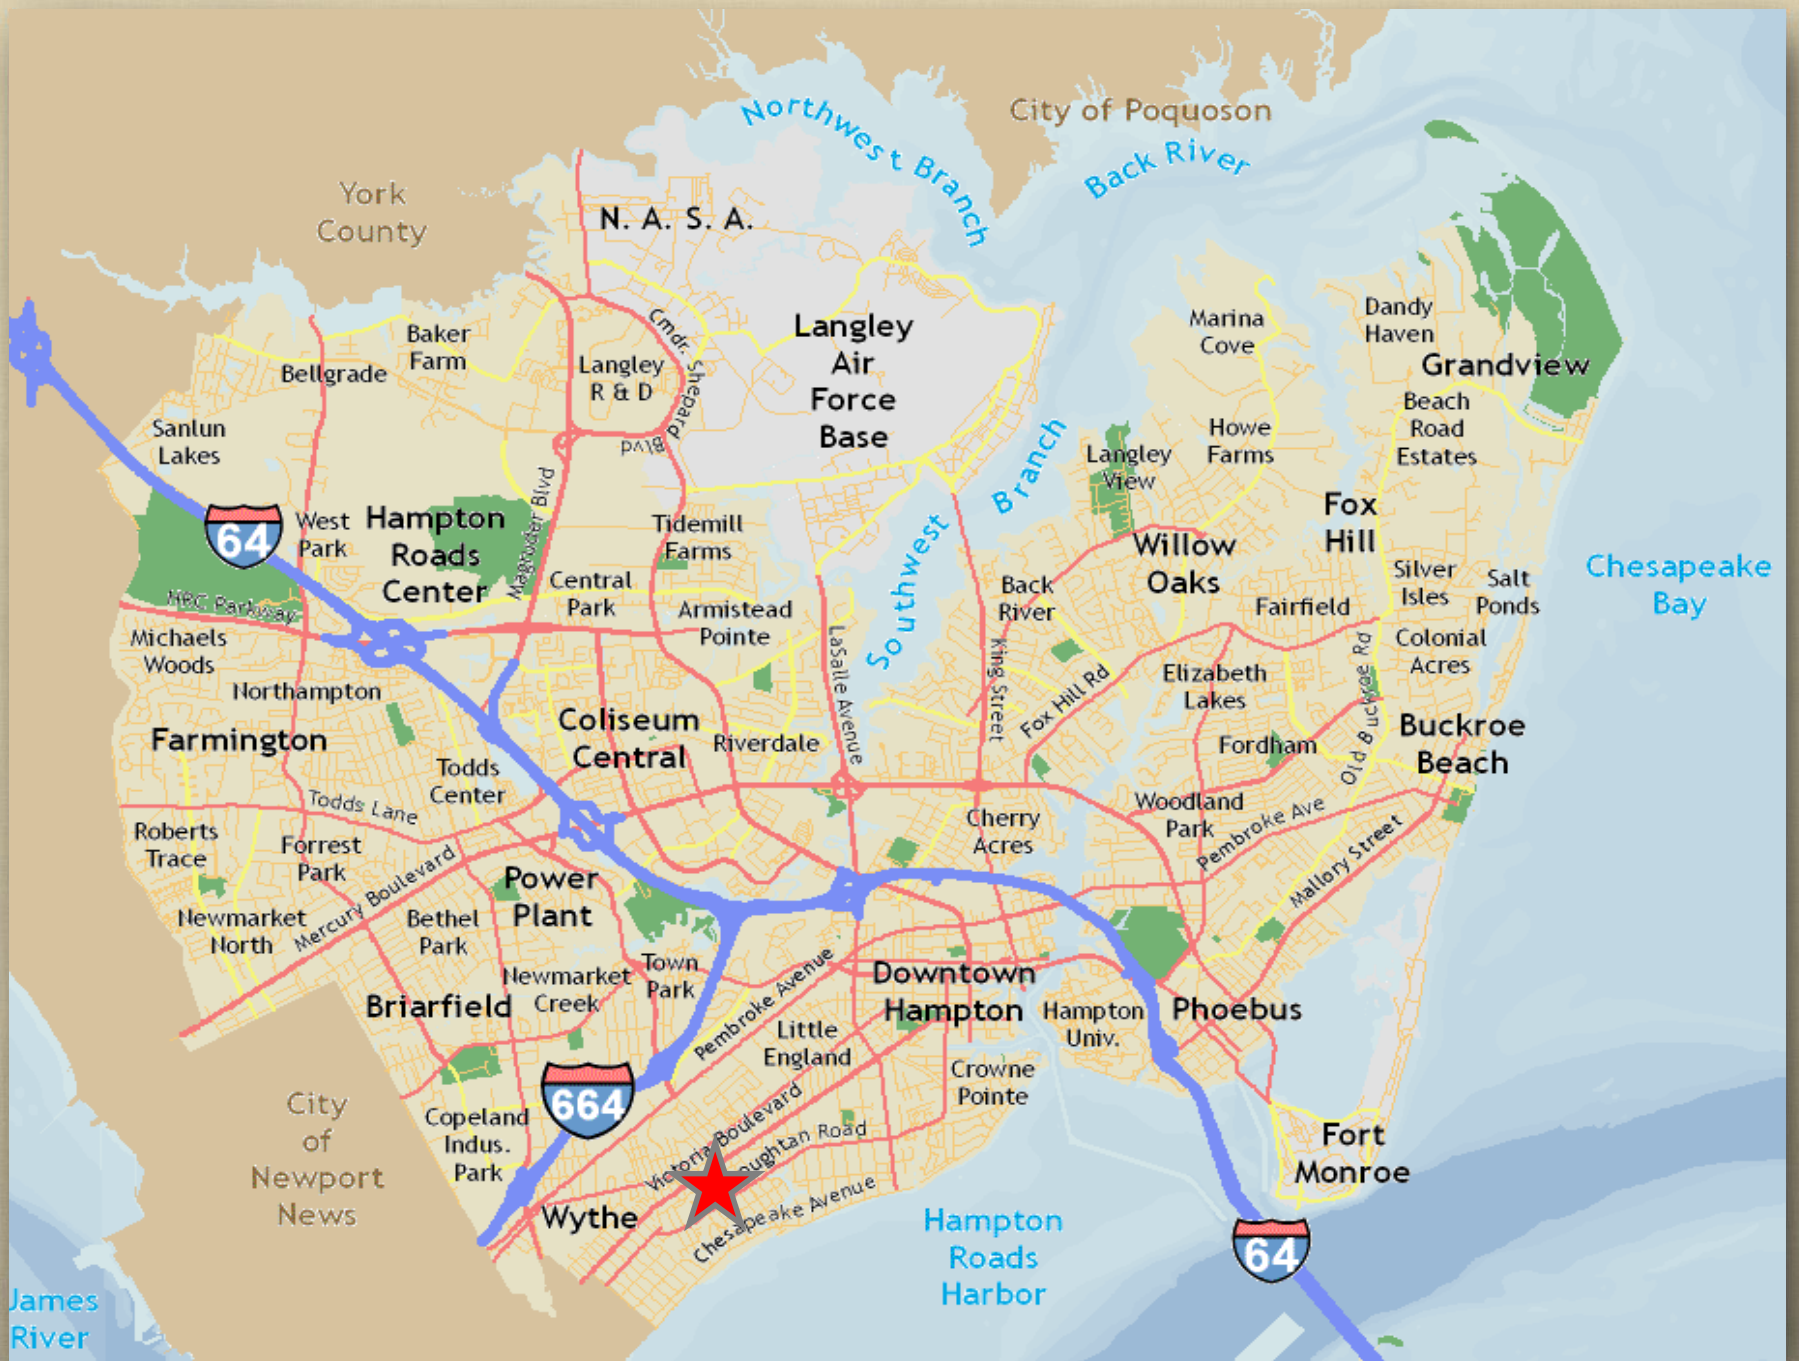 City of Poquoson
Northwest Branch
Back River
York
County
N. A. S. A.
Langley
Air
Force
Base
Marina
Cove
Dandy
Haven
Grandview
Baker
Farm
Bellgrade
Langley
R & D
Cmdr. Shepard Blvd
Beach
Road
Estates
Sanlun
Lakes
Howe
Farms
Langley
View
Southwest Branch
64
West
Park
Hampton
Roads
Center
Magruder Blvd
Tidemill
Farms
Fox
Hill
Willow
Oaks
Chesapeake
Bay
Silver
Isles
Salt
Ponds
Central
Park
Back
River
Fairfield
HRC Parkway
Armistead
Pointe
Michaels
Woods
LaSalle Avenue
King Street
Fox Hill Rd
Colonial
Acres
Elizabeth
Lakes
Old Buckroe Rd
Northampton
Farmington
Coliseum
Central
Riverdale
Fordham
Buckroe
Beach
Todds
Center
Todds Lane
Woodland
Park
Pembroke Ave
Cherry
Acres
Roberts
Trace
Forrest
Park
Mercury Boulevard
Mallory Street
Power
Plant
Newmarket
North
Bethel
Park
Newmarket
Creek
Town
Park
Pembroke Avenue
Downtown
Hampton
Briarfield
Hampton
Univ.
Phoebus
Little
England
Crowne
Pointe
664
City
of
Newport
News
Copeland
Indus.
Park
Victoria Boulevard
oughtan Road
Chesapeake Avenue
Wythe
Fort
Monroe
Hampton
Roads
Harbor
64
James
River